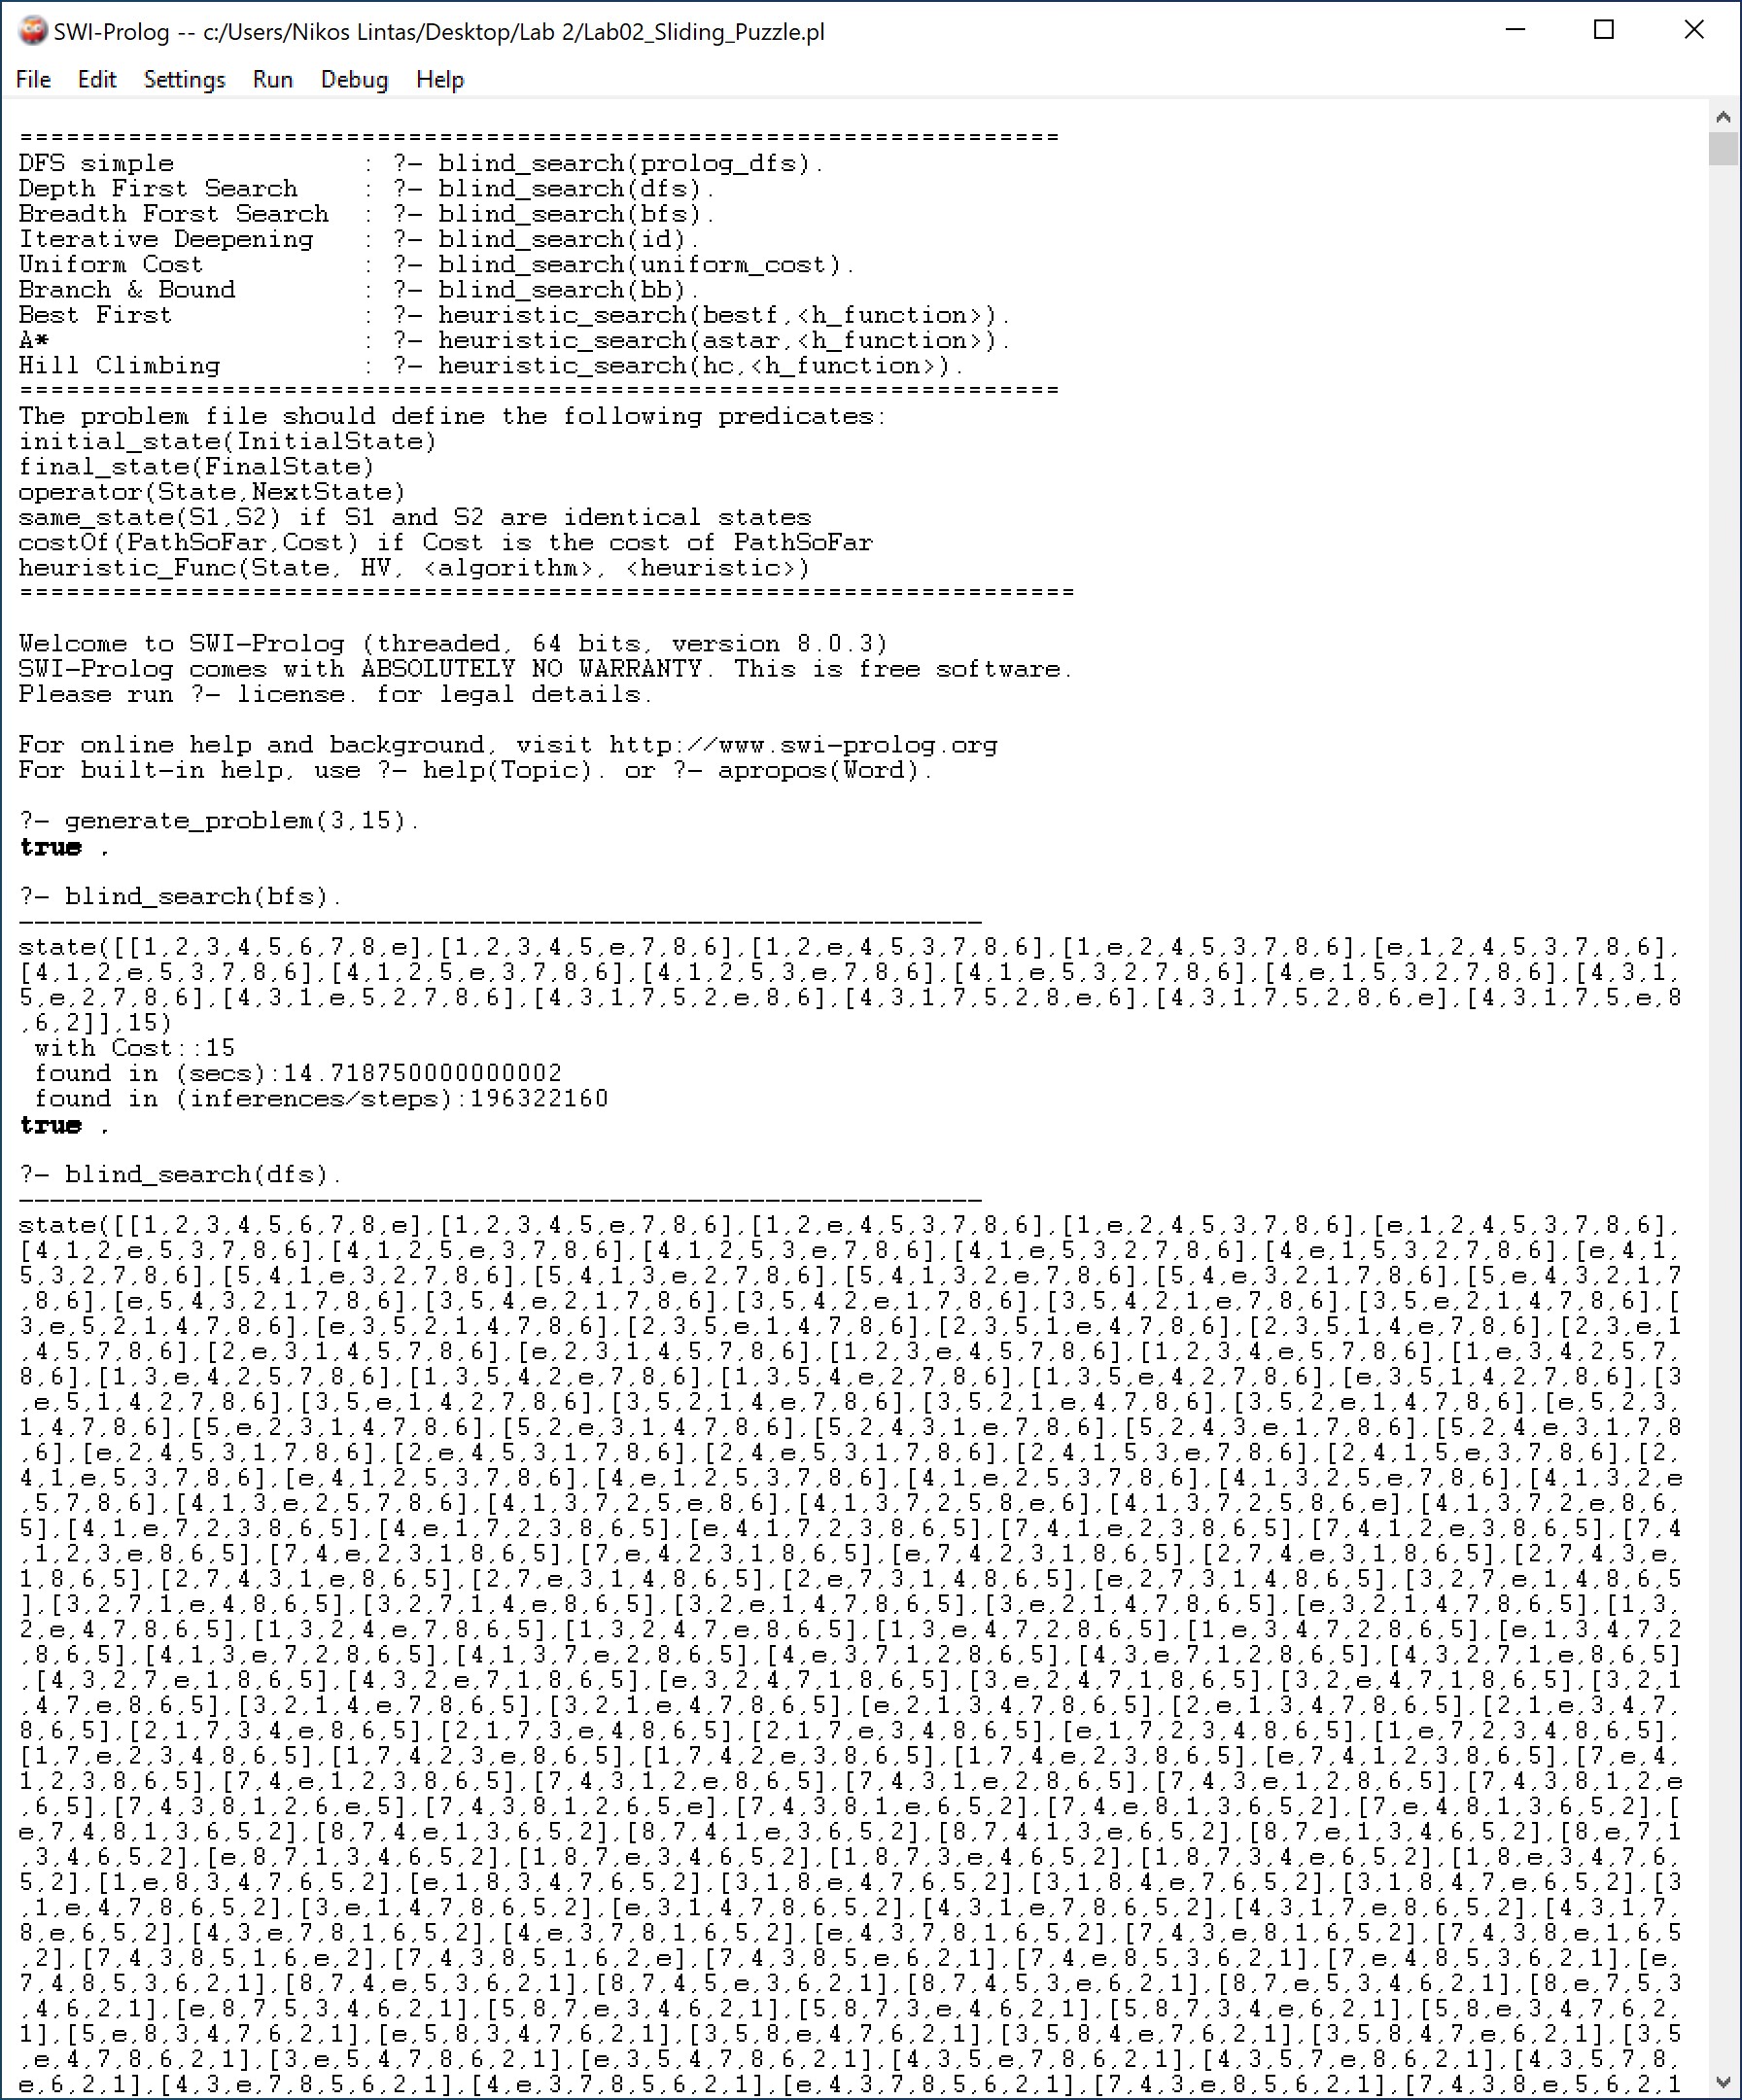 SWI-Prolog -- c:/Users/Nikos Lintas/Desktop/Lab 2/Lab02_Sliding_Puzzle.pl
File Edit Settings Run Debug Help
====================================================================
DFS simple : ?- blind_search(prolog_dfs).
Depth First Search : ?- blind_search(dfs).
Breadth Forst Search : ?- blind_search(bfs).
Iterative Deepening : ?- blind_search(id).
Uniform Cost : ?- blind_search(uniform_cost).
Branch & Bound : ?- blind_search(bb).
Best First : ?- heuristic_search(bestf,<h_function>).
A* : ?- heuristic_search(astar,<h_function>).
Hill Climbing : ?- heuristic_search(hc,<h_function>).
====================================================================
The problem file should define the following predicates:
initial_state(InitialState)
final_state(FinalState)
operator(State,NextState)
same_state(S1,S2) if S1 and S2 are identical states
costOf(PathSoFar,Cost) if Cost is the cost of PathSoFar
heuristic_Func(State, HV, <algorithm>, <heuristic>)
=====================================================================
Welcome to SWI-Prolog (threaded, 64 bits, version 8.0.3)
SWI-Prolog comes with ABSOLUTELY NO WARRANTY. This is free software.
Please run ?- license. for legal details.
For online help and background, visit http://www.swi-prolog.org
For built-in help, use ?- help(Topic). or ?- apropos(Word).
?- generate_problem(3,15).
true .
?- blind_search(bfs).
---------------------------------------------------------------
state([[1,2,3,4,5,6,7,8,e],[1,2,3,4,5,e,7,8,6],[1,2,e,4,5,3,7,8,6],[1,e,2,4,5,3,7,8,6],[e,1,2,4,5,3,7,8,6],
[4,1,2,e,5,3,7,8,6],[4,1,2,5,e,3,7,8,6],[4,1,2,5,3,e,7,8,6],[4,1,e,5,3,2,7,8,6],[4,e,1,5,3,2,7,8,6],[4,3,1,
5,e,2,7,8,6],[4,3,1,e,5,2,7,8,6],[4,3,1,7,5,2,e,8,6],[4,3,1,7,5,2,8,e,6],[4,3,1,7,5,2,8,6,e],[4,3,1,7,5,e,8
,6,2]],15)
with Cost::15
found in (secs):14.718750000000002
found in (inferences/steps):196322160
true .
?- blind_search(dfs).
---------------------------------------------------------------
state([[1,2,3,4,5,6,7,8,e],[1,2,3,4,5,e,7,8,6],[1,2,e,4,5,3,7,8,6],[1,e,2,4,5,3,7,8,6],[e,1,2,4,5,3,7,8,6],
[4,1,2,e,5,3,7,8,6],[4,1,2,5,e,3,7,8,6],[4,1,2,5,3,e,7,8,6],[4,1,e,5,3,2,7,8,6],[4,e,1,5,3,2,7,8,6],[e,4,1,
5,3,2,7,8,6],[5,4,1,e,3,2,7,8,6],[5,4,1,3,e,2,7,8,6],[5,4,1,3,2,e,7,8,6],[5,4,e,3,2,1,7,8,6],[5,e,4,3,2,1,7
,8,6],[e,5,4,3,2,1,7,8,6],[3,5,4,e,2,1,7,8,6],[3,5,4,2,e,1,7,8,6],[3,5,4,2,1,e,7,8,6],[3,5,e,2,1,4,7,8,6],[
3,e,5,2,1,4,7,8,6],[e,3,5,2,1,4,7,8,6],[2,3,5,e,1,4,7,8,6],[2,3,5,1,e,4,7,8,6],[2,3,5,1,4,e,7,8,6],[2,3,e,1
,4,5,7,8,6],[2,e,3,1,4,5,7,8,6],[e,2,3,1,4,5,7,8,6],[1,2,3,e,4,5,7,8,6],[1,2,3,4,e,5,7,8,6],[1,e,3,4,2,5,7,
8,6],[1,3,e,4,2,5,7,8,6],[1,3,5,4,2,e,7,8,6],[1,3,5,4,e,2,7,8,6],[1,3,5,e,4,2,7,8,6],[e,3,5,1,4,2,7,8,6],[3
,e,5,1,4,2,7,8,6],[3,5,e,1,4,2,7,8,6],[3,5,2,1,4,e,7,8,6],[3,5,2,1,e,4,7,8,6],[3,5,2,e,1,4,7,8,6],[e,5,2,3,
1,4,7,8,6],[5,e,2,3,1,4,7,8,6],[5,2,e,3,1,4,7,8,6],[5,2,4,3,1,e,7,8,6],[5,2,4,3,e,1,7,8,6],[5,2,4,e,3,1,7,8
,6],[e,2,4,5,3,1,7,8,6],[2,e,4,5,3,1,7,8,6],[2,4,e,5,3,1,7,8,6],[2,4,1,5,3,e,7,8,6],[2,4,1,5,e,3,7,8,6],[2,
4,1,e,5,3,7,8,6],[e,4,1,2,5,3,7,8,6],[4,e,1,2,5,3,7,8,6],[4,1,e,2,5,3,7,8,6],[4,1,3,2,5,e,7,8,6],[4,1,3,2,e
,5,7,8,6],[4,1,3,e,2,5,7,8,6],[4,1,3,7,2,5,e,8,6],[4,1,3,7,2,5,8,e,6],[4,1,3,7,2,5,8,6,e],[4,1,3,7,2,e,8,6,
5],[4,1,e,7,2,3,8,6,5],[4,e,1,7,2,3,8,6,5],[e,4,1,7,2,3,8,6,5],[7,4,1,e,2,3,8,6,5],[7,4,1,2,e,3,8,6,5],[7,4
,1,2,3,e,8,6,5],[7,4,e,2,3,1,8,6,5],[7,e,4,2,3,1,8,6,5],[e,7,4,2,3,1,8,6,5],[2,7,4,e,3,1,8,6,5],[2,7,4,3,e,
1,8,6,5],[2,7,4,3,1,e,8,6,5],[2,7,e,3,1,4,8,6,5],[2,e,7,3,1,4,8,6,5],[e,2,7,3,1,4,8,6,5],[3,2,7,e,1,4,8,6,5
],[3,2,7,1,e,4,8,6,5],[3,2,7,1,4,e,8,6,5],[3,2,e,1,4,7,8,6,5],[3,e,2,1,4,7,8,6,5],[e,3,2,1,4,7,8,6,5],[1,3,
2,e,4,7,8,6,5],[1,3,2,4,e,7,8,6,5],[1,3,2,4,7,e,8,6,5],[1,3,e,4,7,2,8,6,5],[1,e,3,4,7,2,8,6,5],[e,1,3,4,7,2
,8,6,5],[4,1,3,e,7,2,8,6,5],[4,1,3,7,e,2,8,6,5],[4,e,3,7,1,2,8,6,5],[4,3,e,7,1,2,8,6,5],[4,3,2,7,1,e,8,6,5]
,[4,3,2,7,e,1,8,6,5],[4,3,2,e,7,1,8,6,5],[e,3,2,4,7,1,8,6,5],[3,e,2,4,7,1,8,6,5],[3,2,e,4,7,1,8,6,5],[3,2,1
,4,7,e,8,6,5],[3,2,1,4,e,7,8,6,5],[3,2,1,e,4,7,8,6,5],[e,2,1,3,4,7,8,6,5],[2,e,1,3,4,7,8,6,5],[2,1,e,3,4,7,
8,6,5],[2,1,7,3,4,e,8,6,5],[2,1,7,3,e,4,8,6,5],[2,1,7,e,3,4,8,6,5],[e,1,7,2,3,4,8,6,5],[1,e,7,2,3,4,8,6,5],
[1,7,e,2,3,4,8,6,5],[1,7,4,2,3,e,8,6,5],[1,7,4,2,e,3,8,6,5],[1,7,4,e,2,3,8,6,5],[e,7,4,1,2,3,8,6,5],[7,e,4,
1,2,3,8,6,5],[7,4,e,1,2,3,8,6,5],[7,4,3,1,2,e,8,6,5],[7,4,3,1,e,2,8,6,5],[7,4,3,e,1,2,8,6,5],[7,4,3,8,1,2,e
,6,5],[7,4,3,8,1,2,6,e,5],[7,4,3,8,1,2,6,5,e],[7,4,3,8,1,e,6,5,2],[7,4,e,8,1,3,6,5,2],[7,e,4,8,1,3,6,5,2],[
e,7,4,8,1,3,6,5,2],[8,7,4,e,1,3,6,5,2],[8,7,4,1,e,3,6,5,2],[8,7,4,1,3,e,6,5,2],[8,7,e,1,3,4,6,5,2],[8,e,7,1
,3,4,6,5,2],[e,8,7,1,3,4,6,5,2],[1,8,7,e,3,4,6,5,2],[1,8,7,3,e,4,6,5,2],[1,8,7,3,4,e,6,5,2],[1,8,e,3,4,7,6,
5,2],[1,e,8,3,4,7,6,5,2],[e,1,8,3,4,7,6,5,2],[3,1,8,e,4,7,6,5,2],[3,1,8,4,e,7,6,5,2],[3,1,8,4,7,e,6,5,2],[3
,1,e,4,7,8,6,5,2],[3,e,1,4,7,8,6,5,2],[e,3,1,4,7,8,6,5,2],[4,3,1,e,7,8,6,5,2],[4,3,1,7,e,8,6,5,2],[4,3,1,7,
8,e,6,5,2],[4,3,e,7,8,1,6,5,2],[4,e,3,7,8,1,6,5,2],[e,4,3,7,8,1,6,5,2],[7,4,3,e,8,1,6,5,2],[7,4,3,8,e,1,6,5
,2],[7,4,3,8,5,1,6,e,2],[7,4,3,8,5,1,6,2,e],[7,4,3,8,5,e,6,2,1],[7,4,e,8,5,3,6,2,1],[7,e,4,8,5,3,6,2,1],[e,
7,4,8,5,3,6,2,1],[8,7,4,e,5,3,6,2,1],[8,7,4,5,e,3,6,2,1],[8,7,4,5,3,e,6,2,1],[8,7,e,5,3,4,6,2,1],[8,e,7,5,3
,4,6,2,1],[e,8,7,5,3,4,6,2,1],[5,8,7,e,3,4,6,2,1],[5,8,7,3,e,4,6,2,1],[5,8,7,3,4,e,6,2,1],[5,8,e,3,4,7,6,2,
1],[5,e,8,3,4,7,6,2,1],[e,5,8,3,4,7,6,2,1],[3,5,8,e,4,7,6,2,1],[3,5,8,4,e,7,6,2,1],[3,5,8,4,7,e,6,2,1],[3,5
,e,4,7,8,6,2,1],[3,e,5,4,7,8,6,2,1],[e,3,5,4,7,8,6,2,1],[4,3,5,e,7,8,6,2,1],[4,3,5,7,e,8,6,2,1],[4,3,5,7,8,
e,6,2,1],[4,3,e,7,8,5,6,2,1],[4,e,3,7,8,5,6,2,1],[e,4,3,7,8,5,6,2,1],[7,4,3,e,8,5,6,2,1],[7,4,3,8,e,5,6,2,1